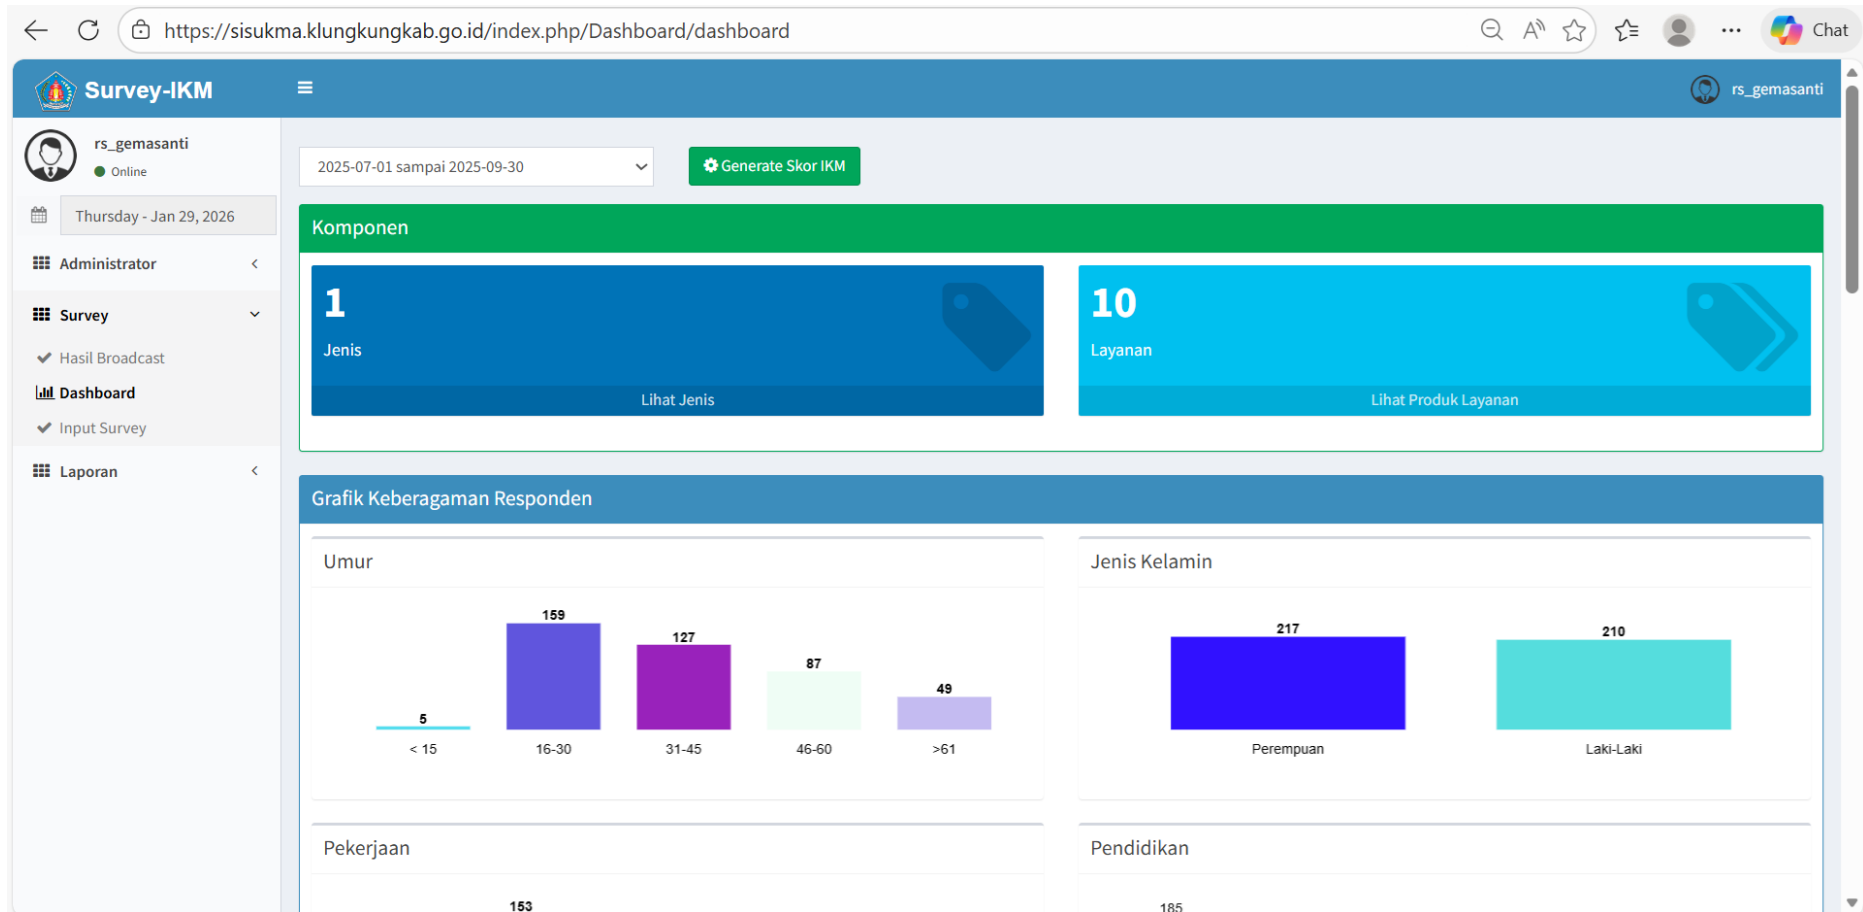 https://sisukma.klungkungkab.go.id/index.php/Dashboard/dashboard
Chat
Survey-IKM
rs_gemasanti
rs_gemasanti
Online
Thursday - Jan 29, 2026
Administrator
Survey
Hasil Broadcast
Dashboard
Input Survey
Laporan
2025-07-01 sampai 2025-09-30
Generate Skor IKM
Komponen
1
Jenis
Lihat Jenis
10
Layanan
Lihat Produk Layanan
Grafik Keberagaman Responden
Umur
159
127
87
49
5
< 15 16-30 31-45 46-60 >61
Jenis Kelamin
217 210
Perempuan Laki-Laki
Pekerjaan
153
Pendidikan
185